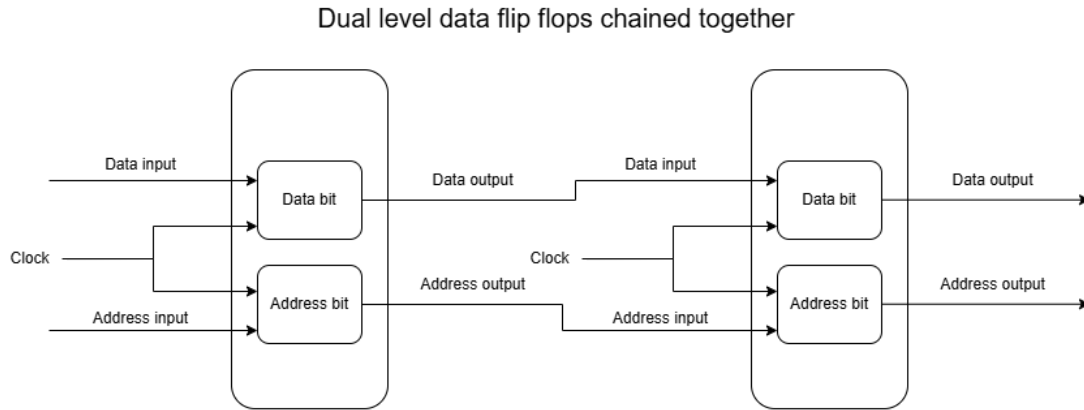 Dual level data flip flops chained together
Data input
Data bit
Data output
Data input
Data bit
Data output
Clock
Clock
Address input
Address bit
Address output
Address input
Address bit
Address output